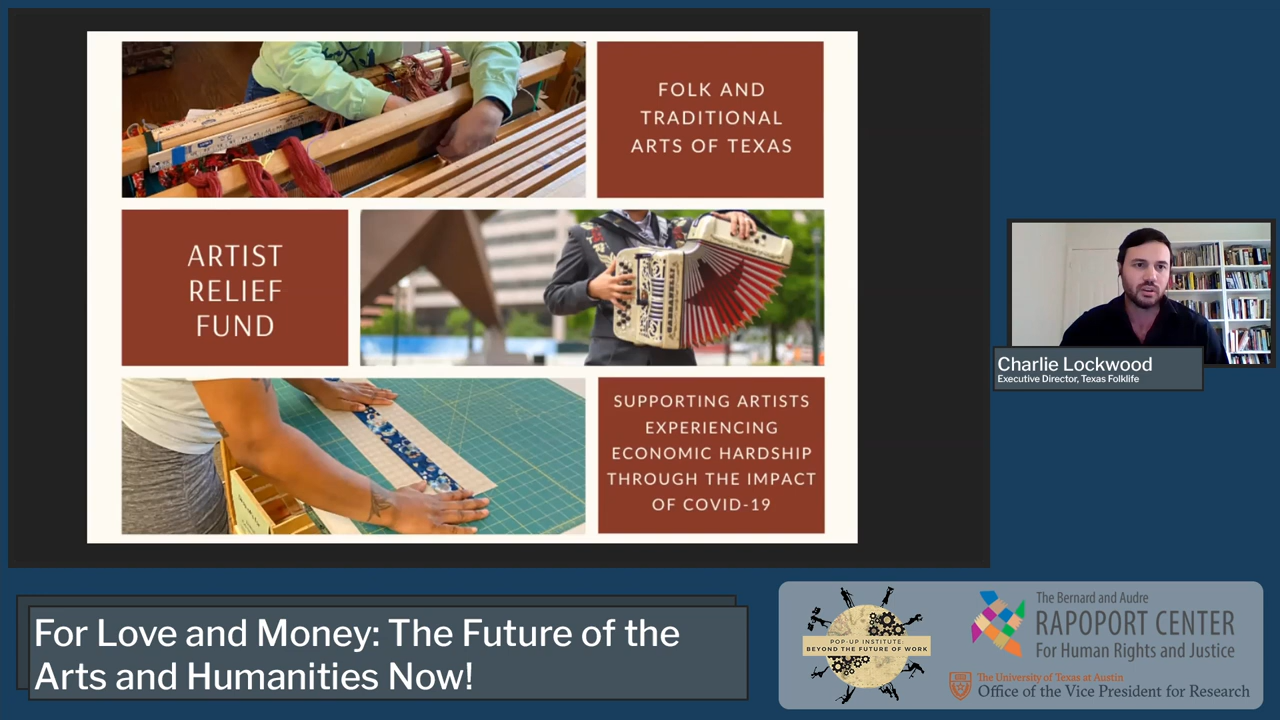 FOLK AND
TRADITIONAL
ARTS OF TEXAS
ARTIST
RELIEF
FUND
SUPPORTING ARTISTS
EXPERIENCING
ECONOMIC HARDSHIP
THROUGH THE IMPACT
OF COVID-19
Charlie Lockwood
Executive Director, Texas Folklife
For Love and Money: The Future of the
Arts and Humanities Now!
POP-UP INSTITUTE:
BEYOND THE FUTURE OF WORK
The Bernard and Audre
RAPOPORT CENTER
For Human Rights and Justice
The University of Texas at Austin
Office of the Vice President for Research